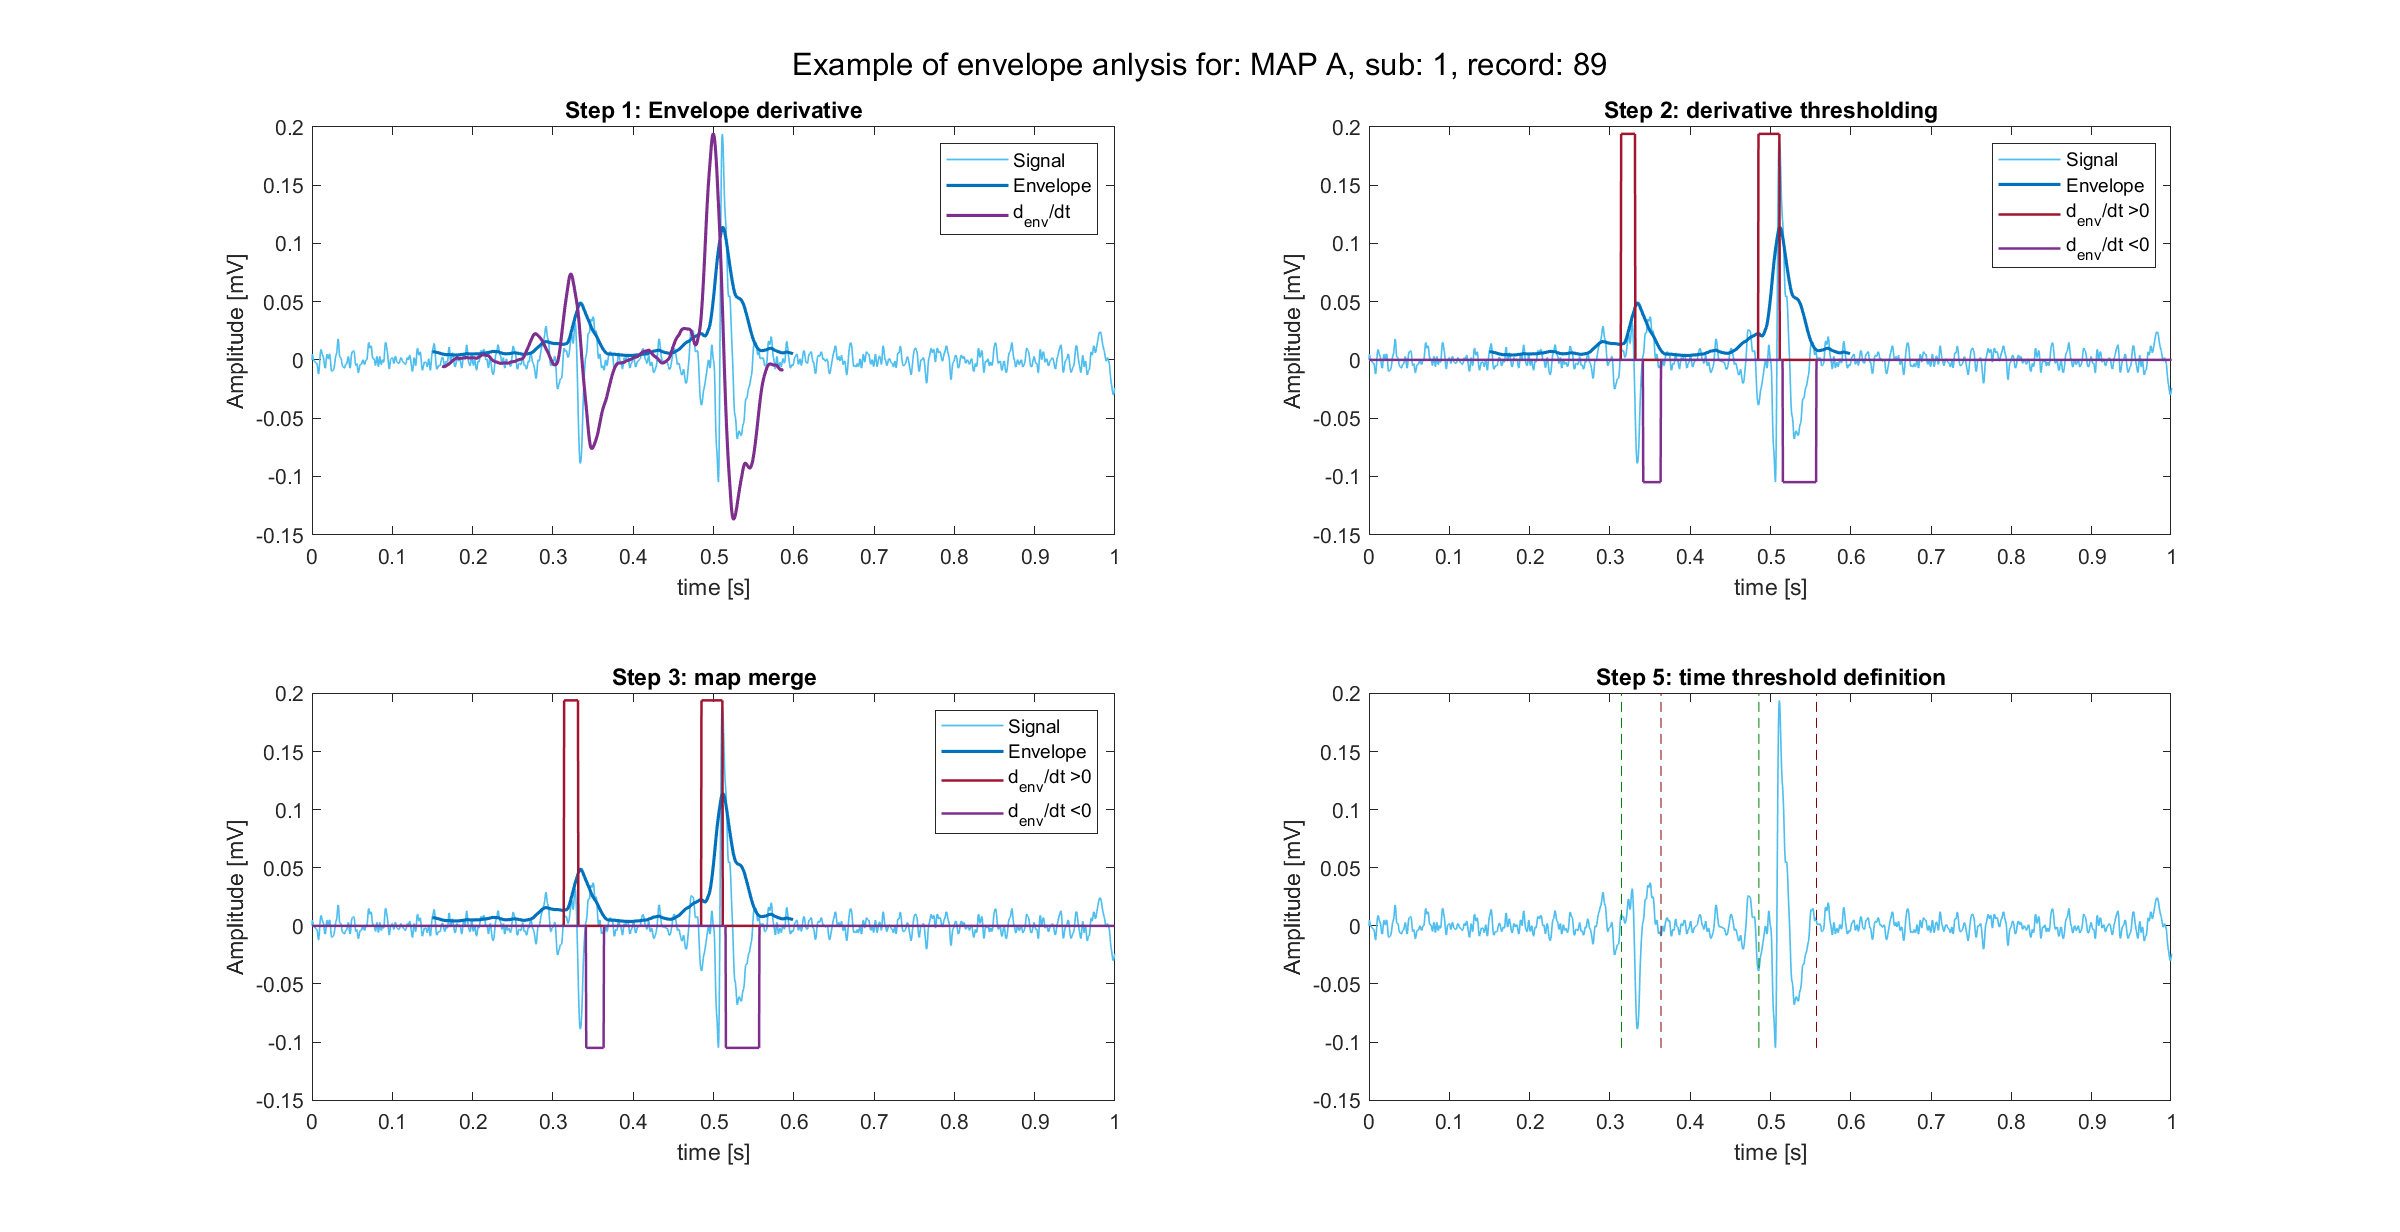 Example of envelope anlysis for: MAP A, sub: 1, record: 89
Step 1: Envelope derivative
0.2
0.15
0.1
0.05
0
-0.05
-0.1
-0.15
Amplitude [mV]
0 0.1 0.2 0.3 0.4 0.5 0.6 0.7 0.8 0.9 1
time [s]
Signal
Envelope
d_env/dt
Step 2: derivative thresholding
0.2
0.15
0.1
0.05
0
-0.05
-0.1
-0.15
Amplitude [mV]
0 0.1 0.2 0.3 0.4 0.5 0.6 0.7 0.8 0.9 1
time [s]
Signal
Envelope
d_env/dt >0
d_env/dt <0
Step 3: map merge
0.2
0.15
0.1
0.05
0
-0.05
-0.1
-0.15
Amplitude [mV]
0 0.1 0.2 0.3 0.4 0.5 0.6 0.7 0.8 0.9 1
time [s]
Signal
Envelope
d_env/dt >0
d_env/dt <0
Step 5: time threshold definition
0.2
0.15
0.1
0.05
0
-0.05
-0.1
-0.15
Amplitude [mV]
0 0.1 0.2 0.3 0.4 0.5 0.6 0.7 0.8 0.9 1
time [s]